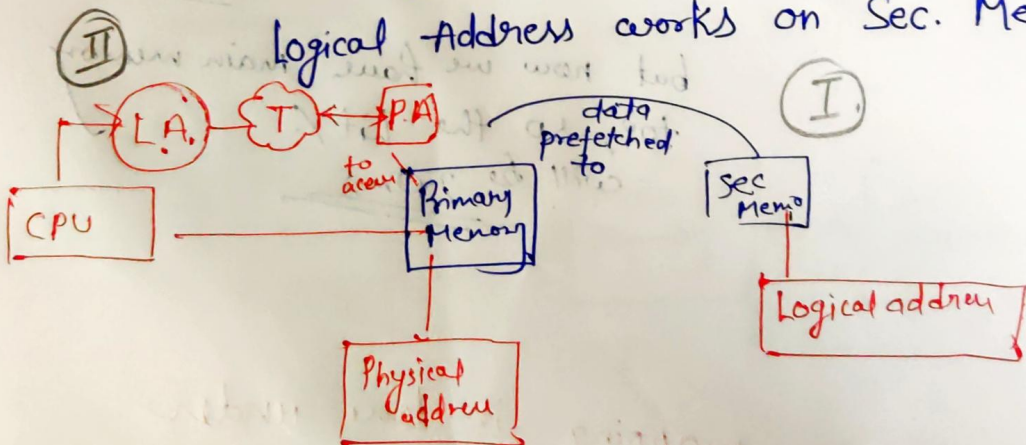 II
Logical Address works on Sec. Me
I.
L.A.
T
P.A
data
prefetched
to
to
CPU
Primary
Memory
Sec
Memo
Logical address
Physical
address